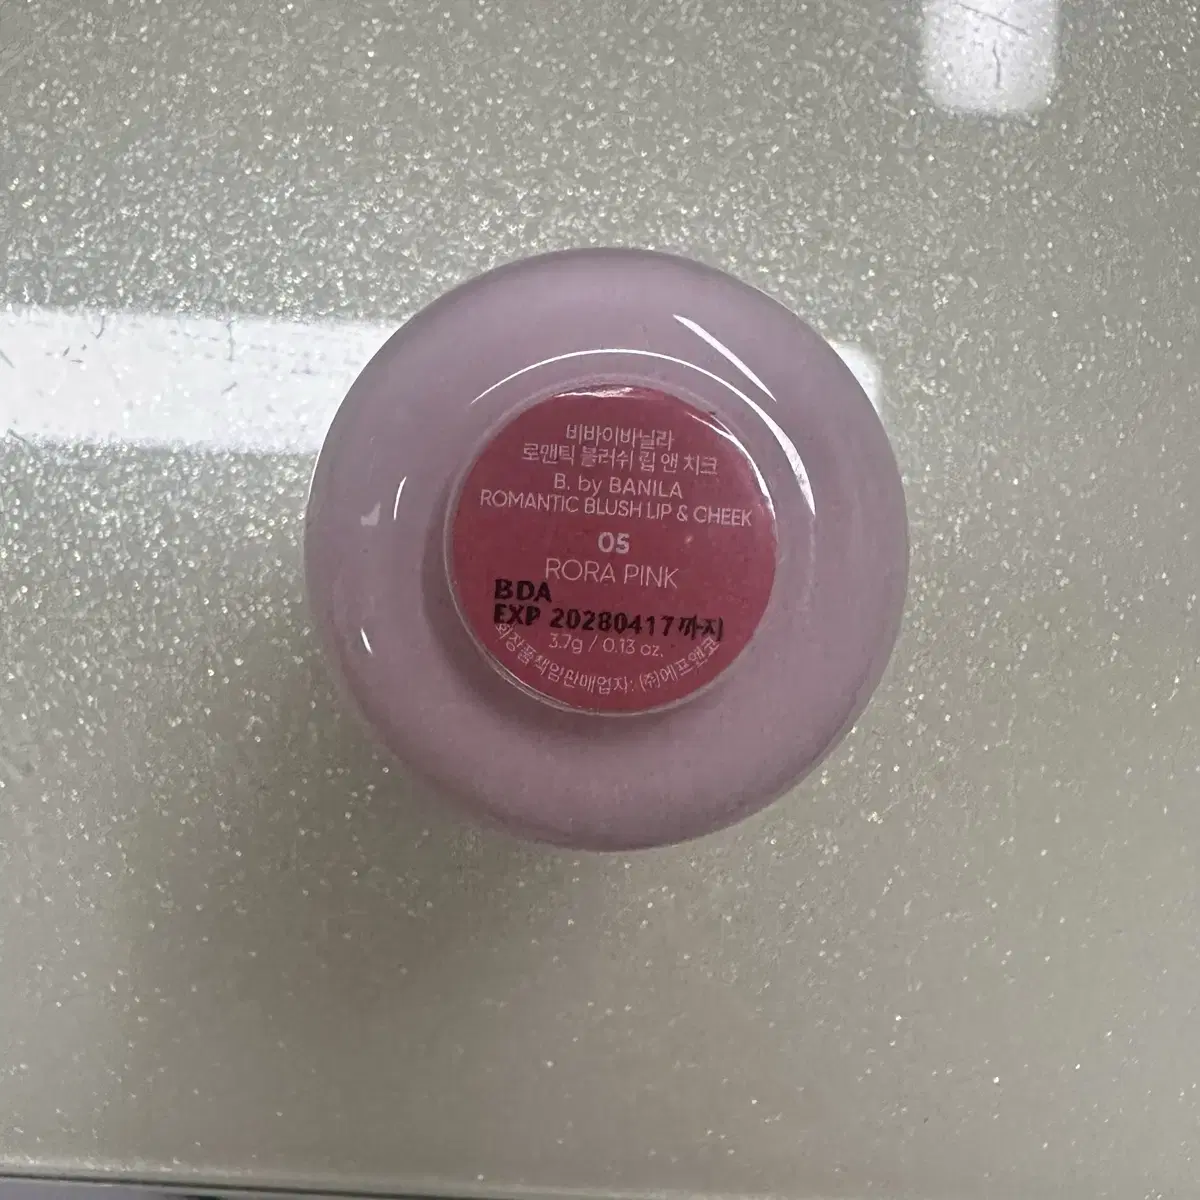 비바이바닐라
로맨틱 블러쉬 립 앤 치크
B. by BANILA
ROMANTIC BLUSH LIP & CHEEK
05
RORA PINK
BDA
EXP 20280417까지
3.7g / 0.13 oz.
화장품책임판매업자: ㈜에프앤코